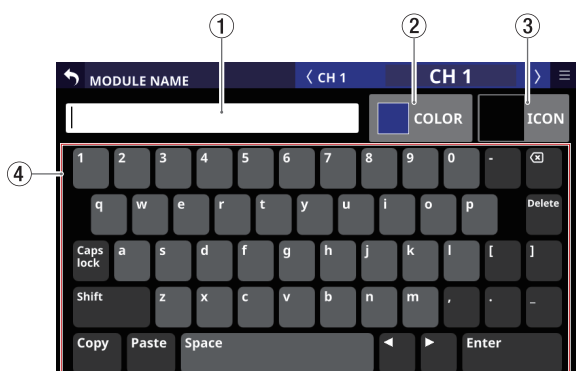 ① ② ③
MODULE NAME 〈 CH 1 CH 1 〉 ☰
COLOR ICON
④
1 2 3 4 5 6 7 8 9 0 -
q w e r t y u i o p Delete
Caps lock a s d f g h j k l [ ]
Shift z x c v b n m , . _
Copy Paste Space ◀ ▶ Enter